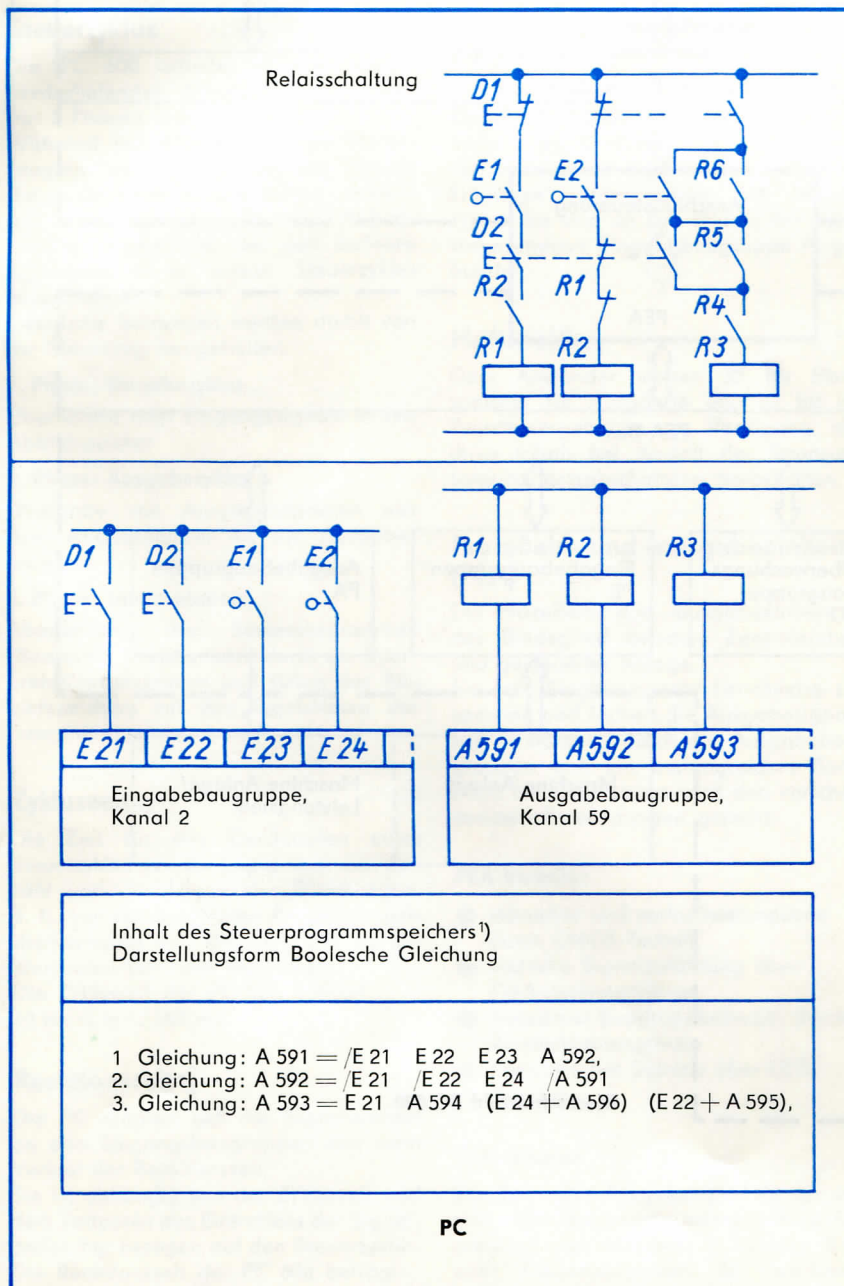 Relaisschaltung
D1
E1 E2 R6
D2 R5
R2 R1 R4
R1 R2 R3
D1 D2 E1 E2 R1 R2 R3
E 21 E22 E23 E24 A591 A592 A593
Eingabebaugruppe,
Kanal 2
Ausgabebaugruppe,
Kanal 59
Inhalt des Steuerprogrammspeichers¹)
Darstellungsform Boolesche Gleichung
1 Gleichung: A 591 = /E 21 E 22 E 23 A 592,
2. Gleichung: A 592 = /E 21 /E 22 E 24 /A 591
3. Gleichung: A 593 = E 21 A 594 (E 24 + A 596) (E 22 + A 595),
PC